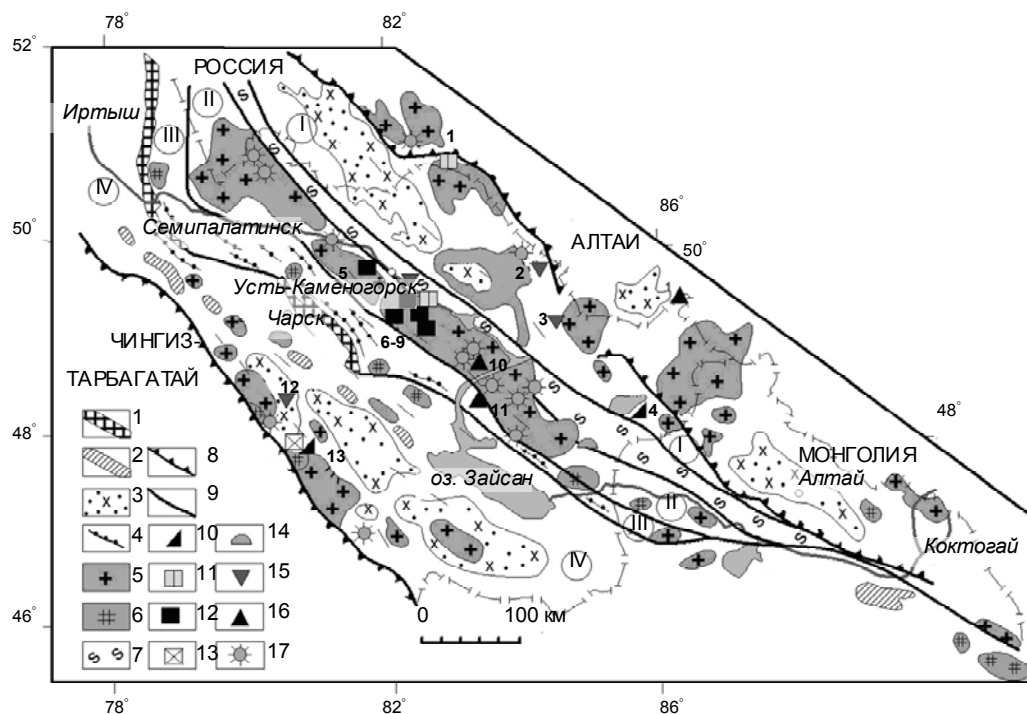 78° 82°
52°
РОССИЯ
Иртыш
II
I
III
1
IV
86°
50°
50°
АЛТАИ
Семипалатинск
5
2
Усть-Каменогорск
Чарск
3
6-9
ЧИНГИЗ-
ТАРБАГАТАЙ
10
12
11
4
48°
48°
I
13
МОНГОЛИЯ
Алтай
оз. Зайсан
II
III
IV
Коктогай
0 100 км
46°
1
2 8
3 9
4 10 14
5 11 15
6 12 16
7 13 17
78° 82° 86°